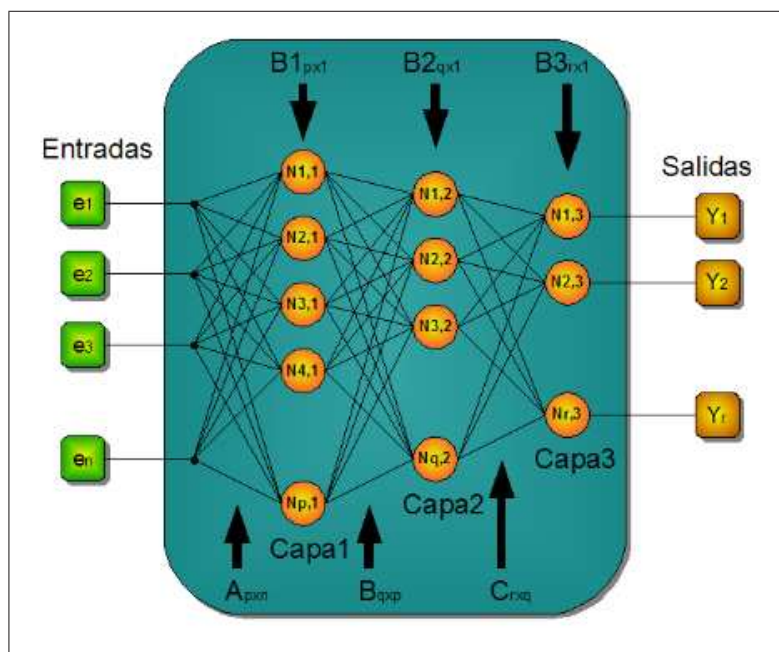 B1px1 B2qx1 B3rx1
Entradas
Salidas
e1
e2
e3
en
N1,1
N2,1
N3,1
N4,1
Np,1
N1,2
N2,2
N3,2
Nq,2
N1,3
N2,3
Nr,3
Y1
Y2
Yr
Capa1
Capa2
Capa3
Apxn Bqxp Crxq